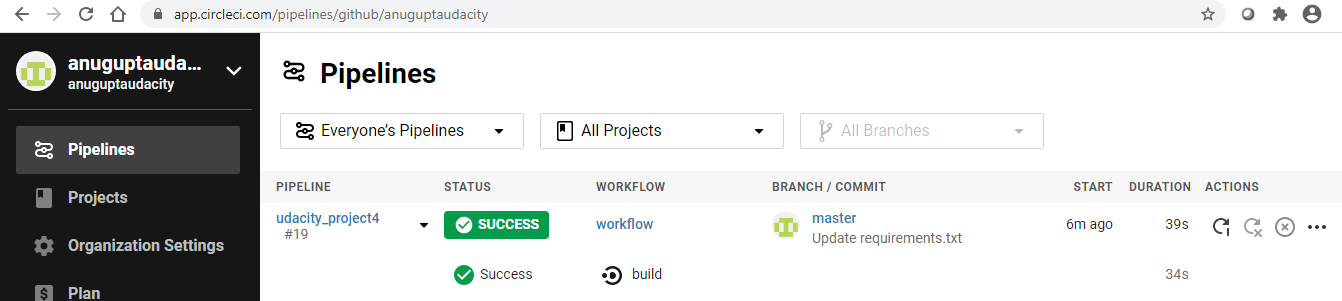 app.circleci.com/pipelines/github/anuguptaudacity
anuguptauda...
anuguptaudacity
Pipelines
Projects
Organization Settings
Plan
Pipelines
Everyone's Pipelines
All Projects
All Branches
PIPELINE STATUS WORKFLOW BRANCH / COMMIT START DURATION ACTIONS
udacity_project4 SUCCESS workflow master 6m ago 39s
#19 Update requirements.txt
Success build 34s